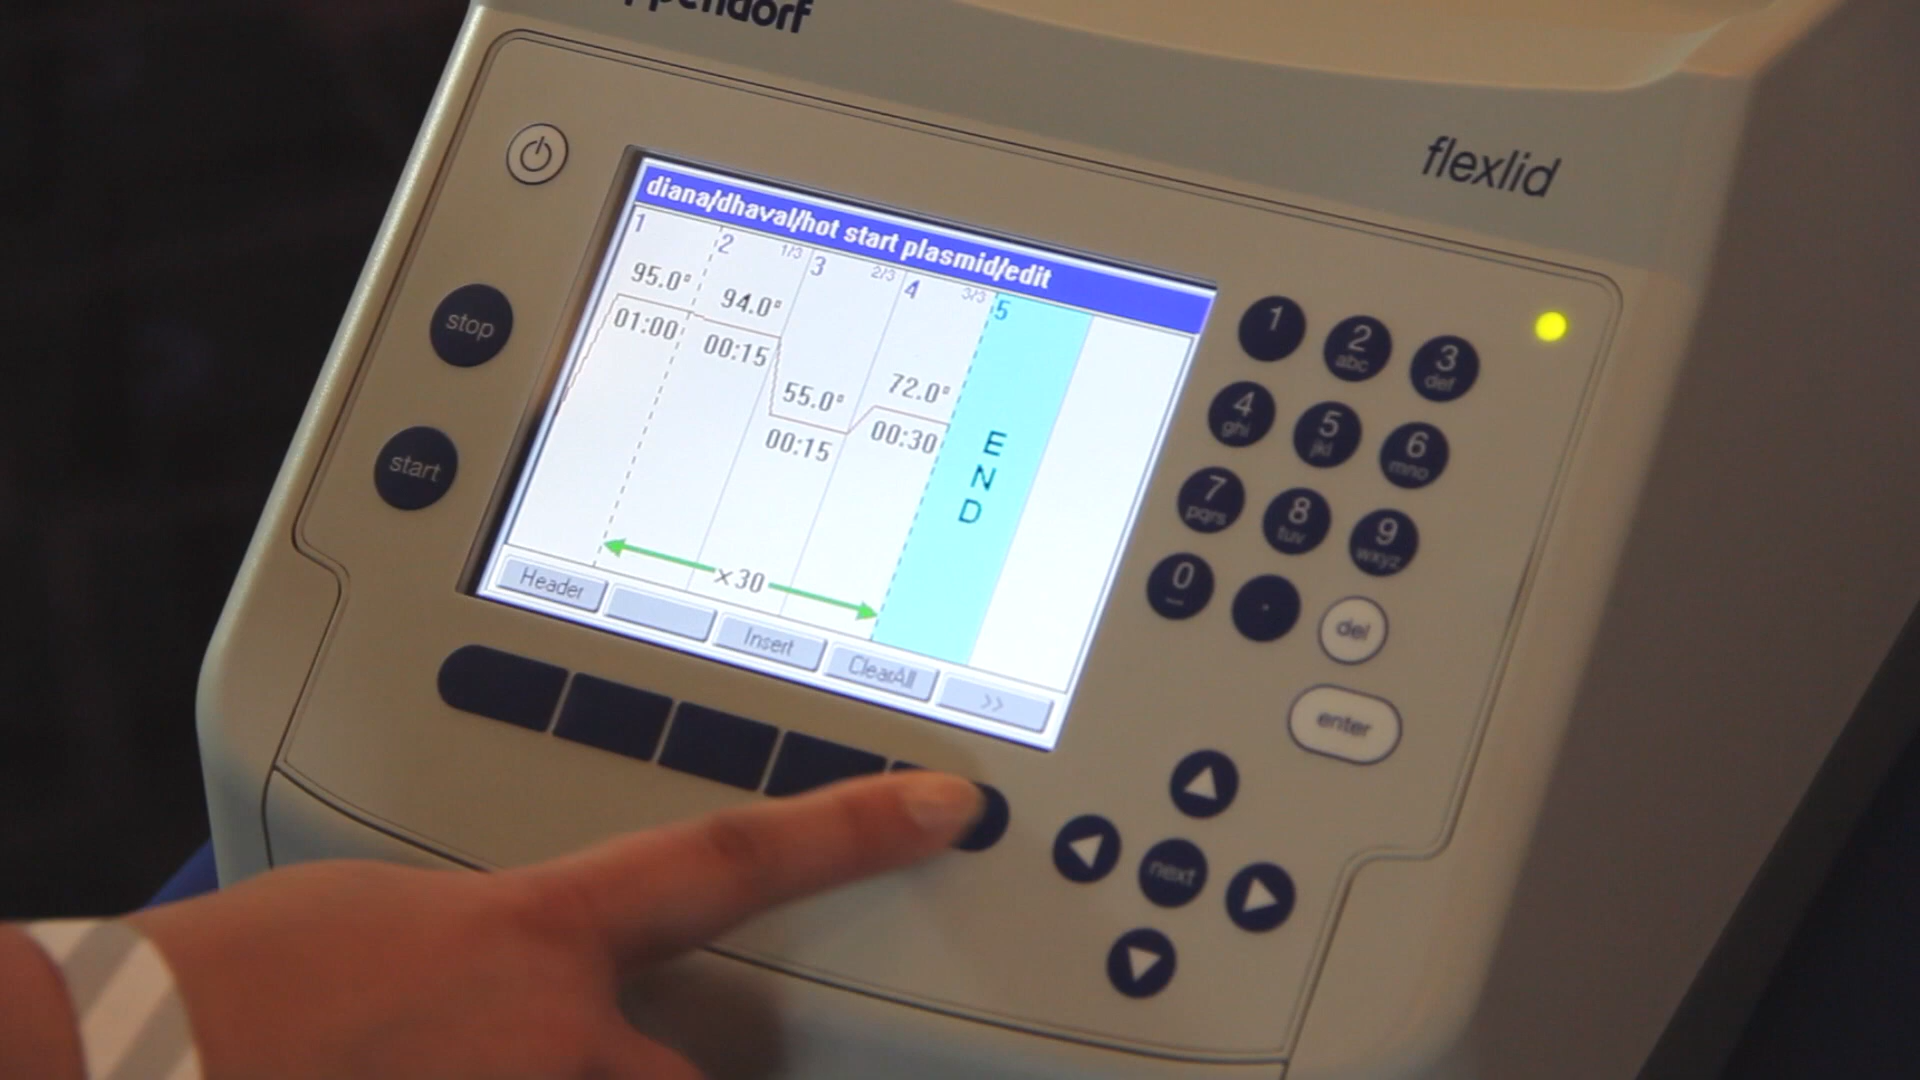 ppendorf
flexlid
diana/dhaval/hot start plasmid/edit
1
2 1/3
3 2/3
4 3/3
5
95.0°
94.0°
55.0°
72.0°
01:00
00:15
00:15
00:30
END
x30
Header
Insert
ClearAll
>>
stop
start
1
2 abc
3 def
4 ghi
5 jkl
6 mno
7 pqrs
8 tuv
9 wxyz
0
.
del
enter
next